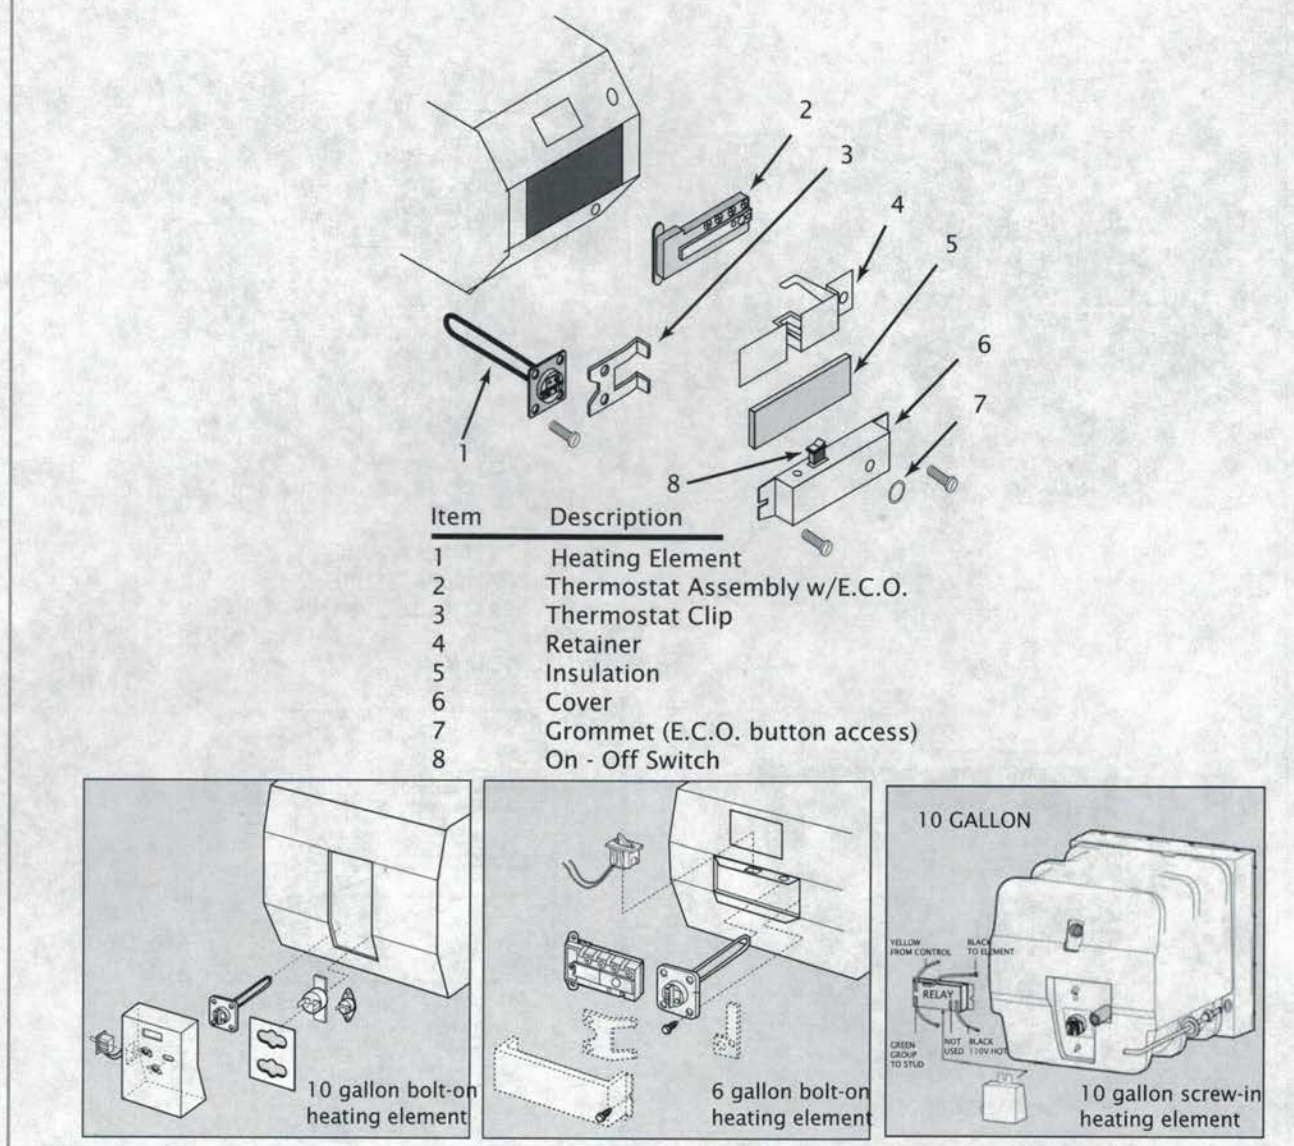 2
3
4
5
6
7
1
8
Item Description
1 Heating Element
2 Thermostat Assembly w/E.C.O.
3 Thermostat Clip
4 Retainer
5 Insulation
6 Cover
7 Grommet (E.C.O. button access)
8 On - Off Switch
10 gallon bolt-on
heating element
6 gallon bolt-on
heating element
10 GALLON
YELLOW
FROM CONTROL
BLACK
TO ELEMENT
RELAY
GREEN
GROUP
TO STUD
NOT
USED
BLACK
110V HOT
10 gallon screw-in
heating element